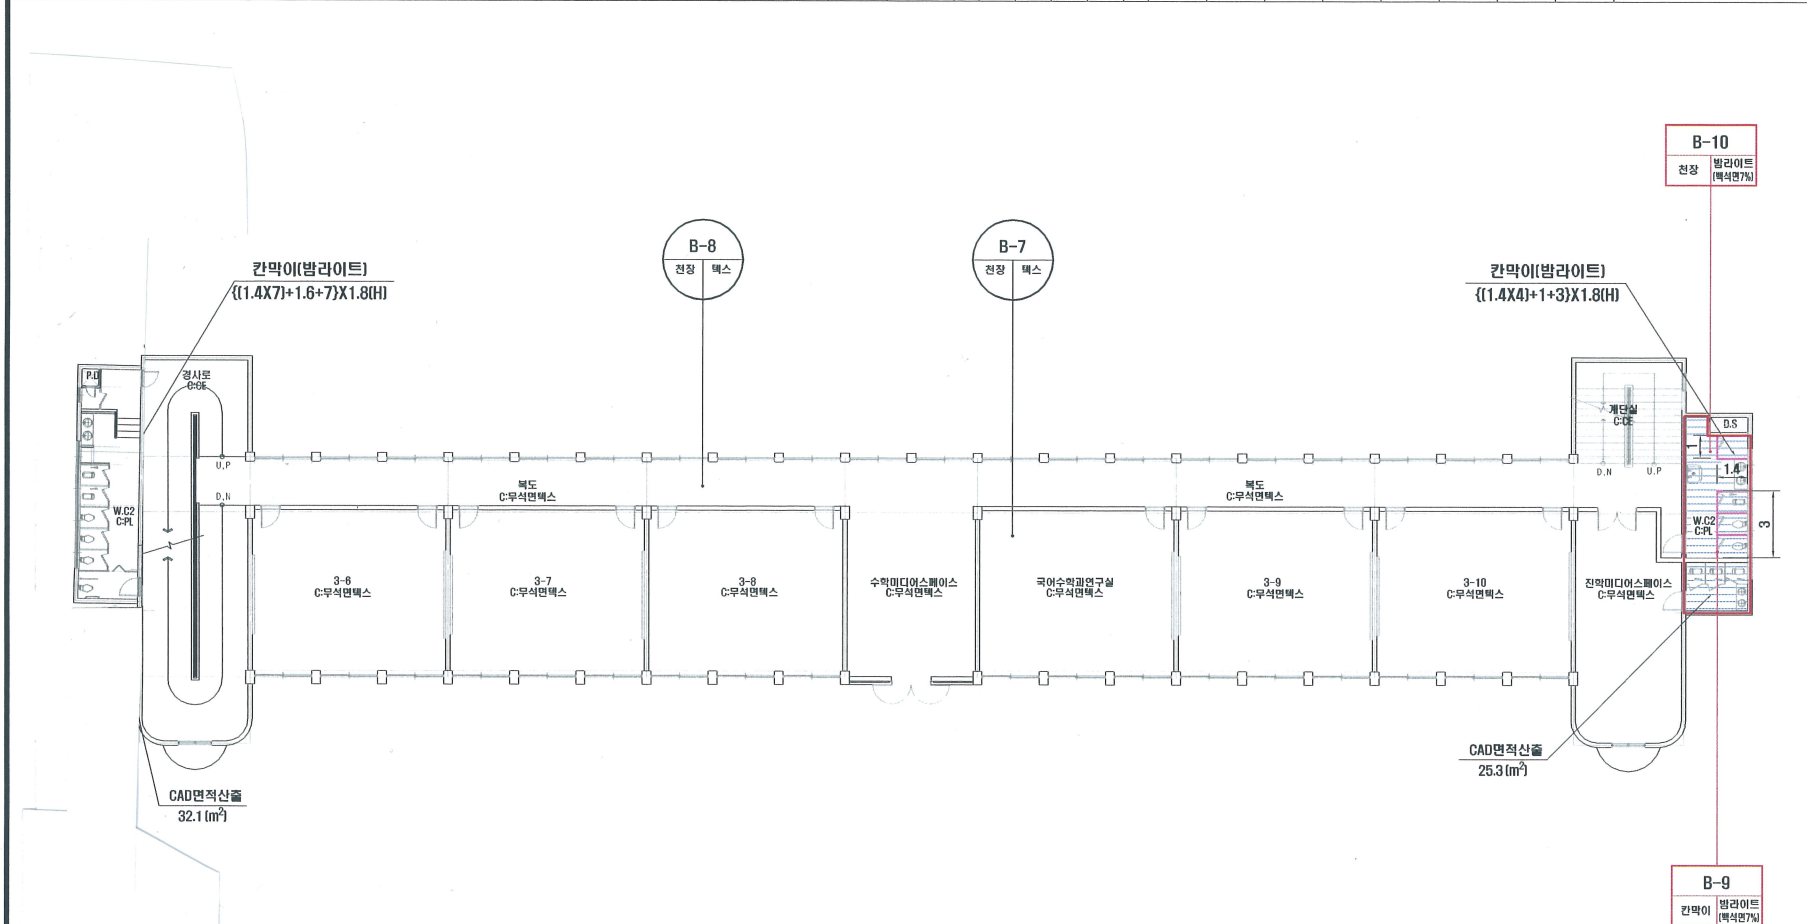 B-10
천장 밤라이트
(백석면7%)
B-8
천장 텍스
B-7
천장 텍스
칸막이(밤라이트)
{(1.4X7)+1.6+7}X1.8(H)
칸막이(밤라이트)
{(1.4X4)+1+3}X1.8(H)
P.D
경사로
C:CE
계단실
C:CE
D.S
1
U.P
D.N
U.P
1.4
복도
C:무석면텍스
복도
C:무석면텍스
D.N
W.C2
C:PL
W.C2
C:PL
3
3-6
C:무석면텍스
3-7
C:무석면텍스
3-8
C:무석면텍스
수학미디어스페이스
C:무석면텍스
국어수학과연구실
C:무석면텍스
3-9
C:무석면텍스
3-10
C:무석면텍스
진학미디어스페이스
C:무석면텍스
CAD면적산출
25.3(m²)
CAD면적산출
32.1(m²)
B-9
칸막이 밤라이트
(백석면7%)